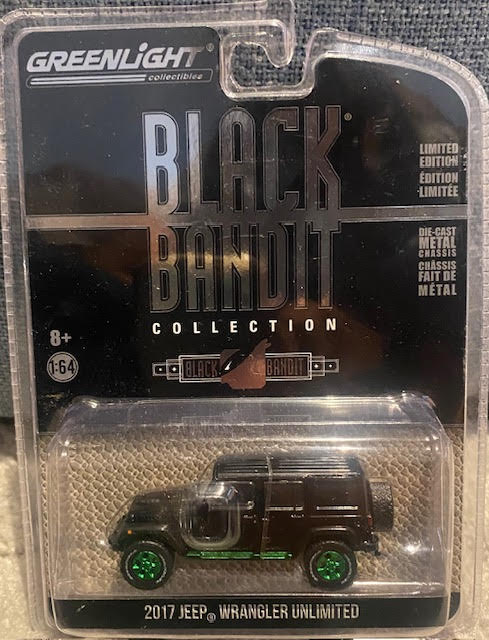 GREENLIGHT
collectibles
BLACK®
BANDIT
COLLECTION
BLACK BANDIT
LIMITED
EDITION
ÉDITION
LIMITÉE
DIE-CAST
METAL
CHASSIS
CHÂSSIS
FAIT DE
MÉTAL
8+
1:64
2017 JEEP® WRANGLER UNLIMITED